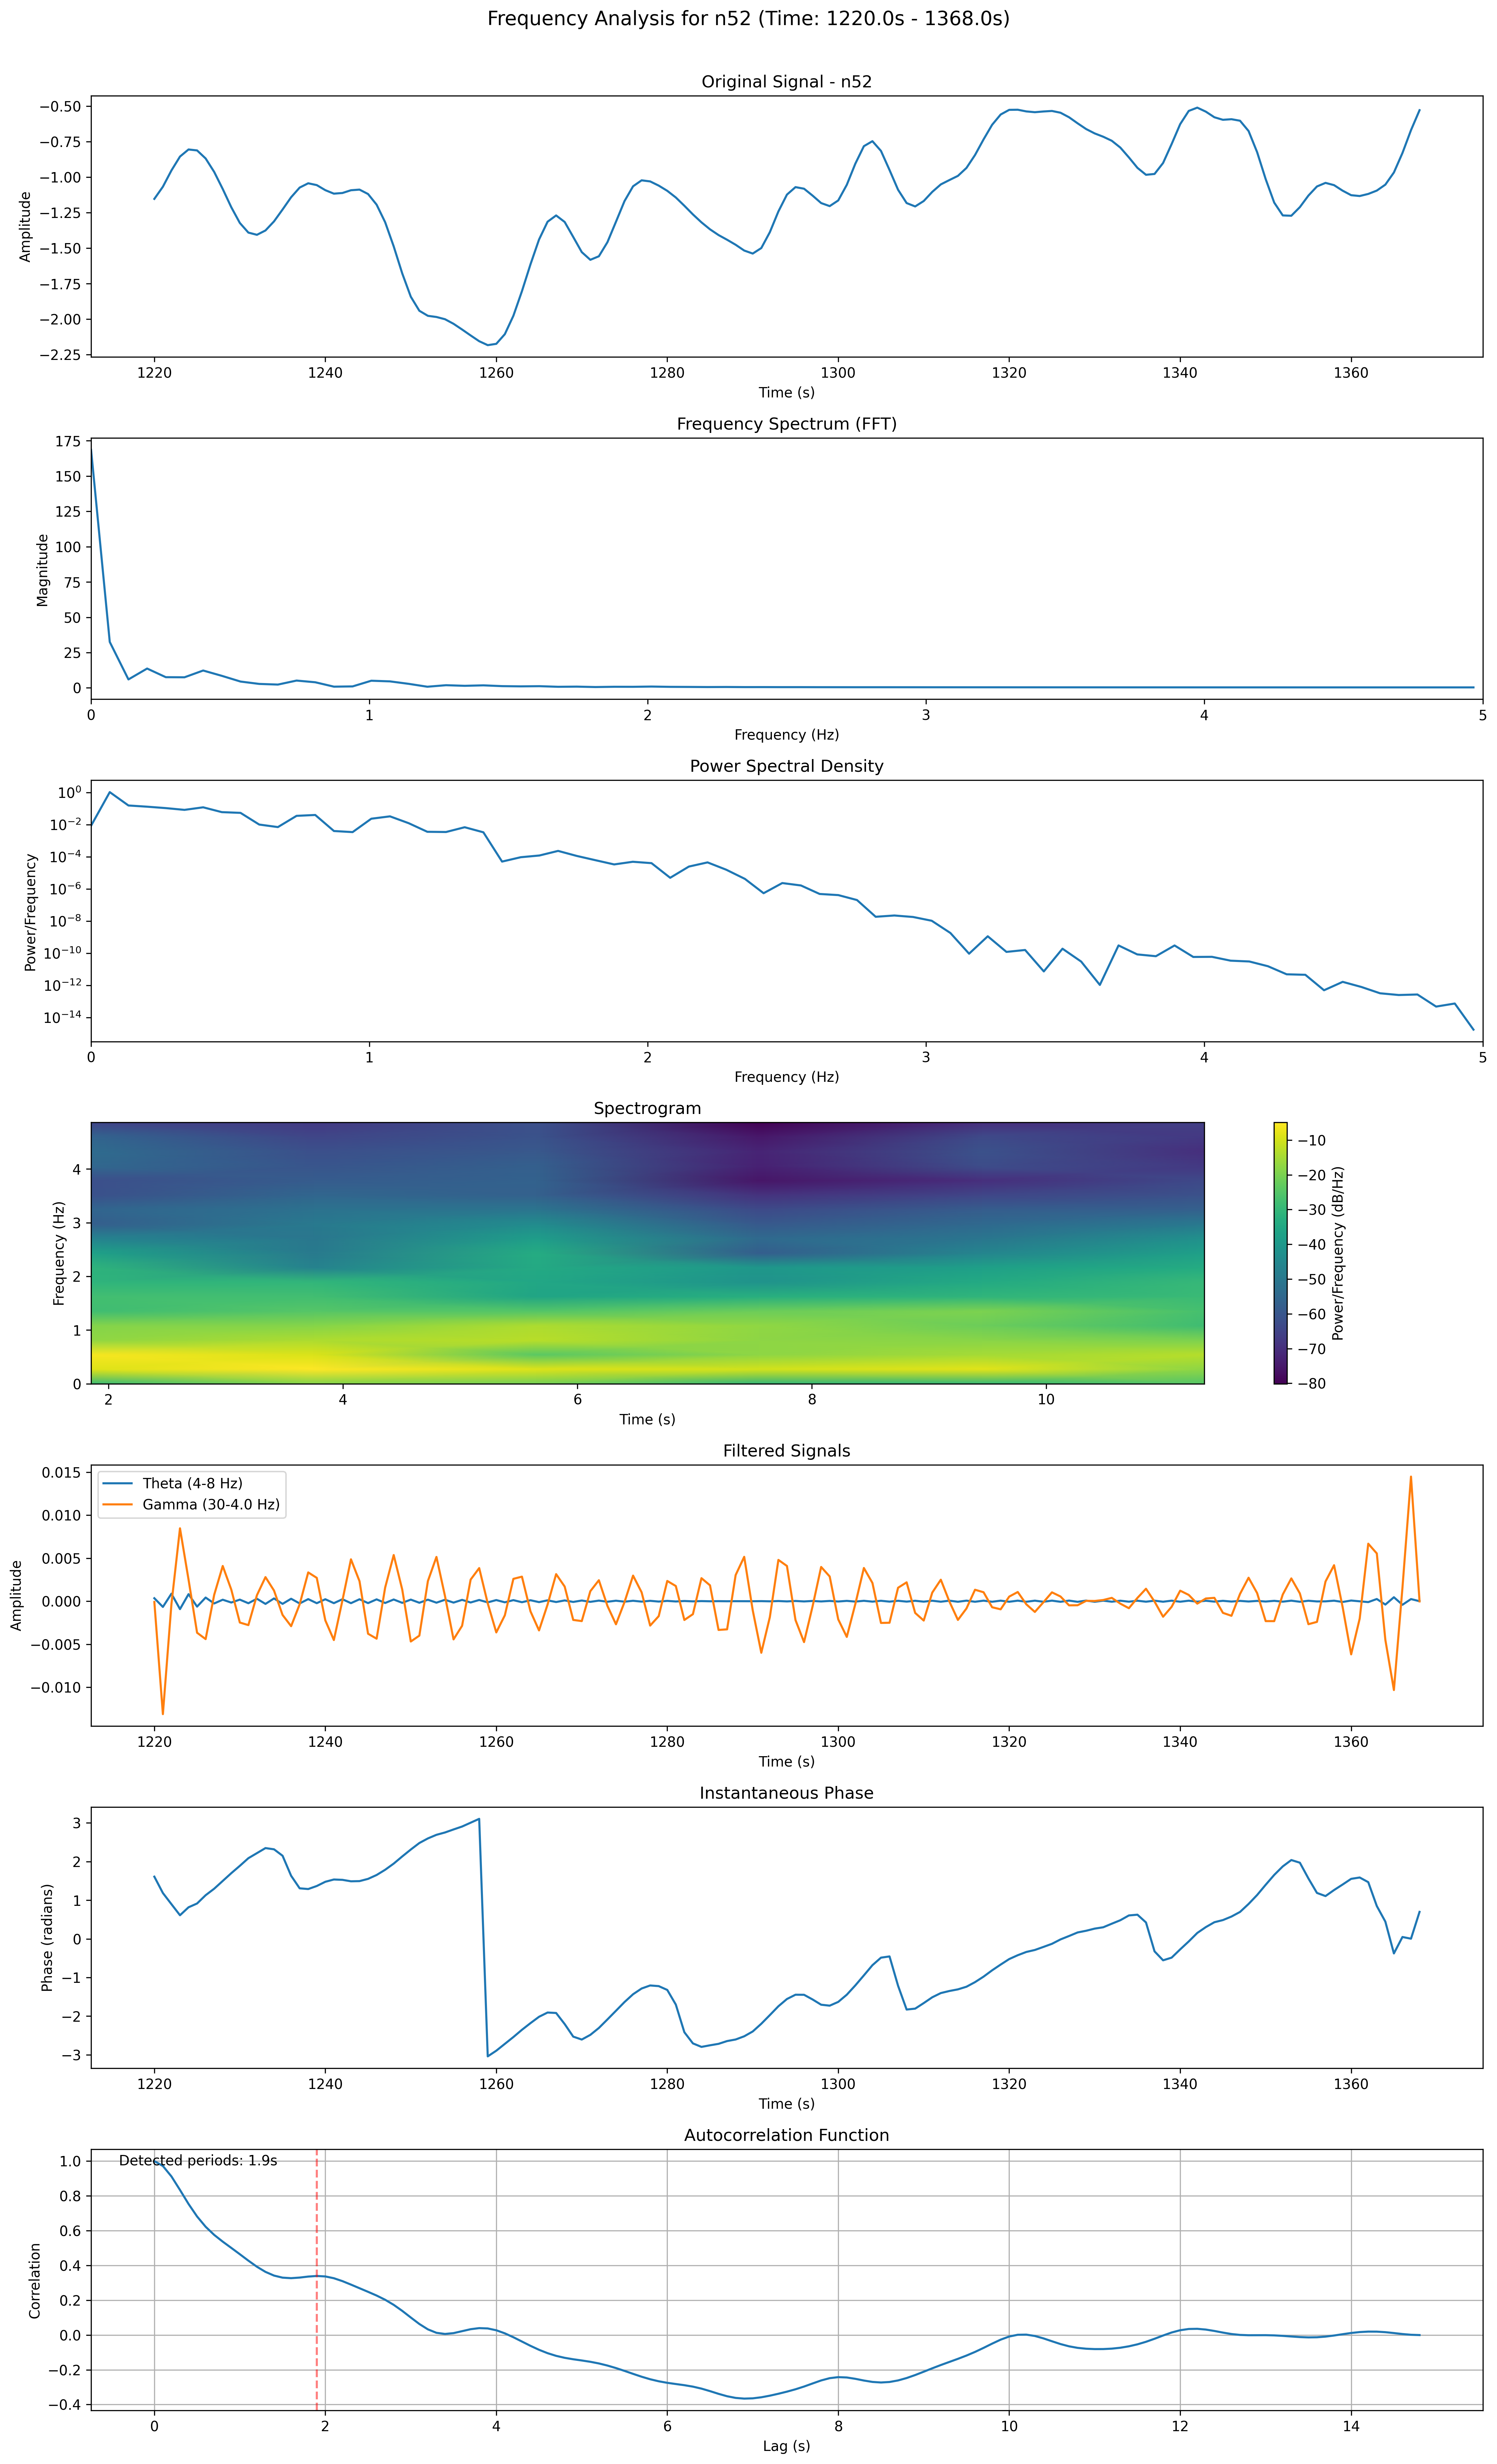 Frequency Analysis for n52 (Time: 1220.0s - 1368.0s)
Original Signal - n52
Amplitude
−0.50
−0.75
−1.00
−1.25
−1.50
−1.75
−2.00
−2.25
1220 1240 1260 1280 1300 1320 1340 1360
Time (s)
Frequency Spectrum (FFT)
Magnitude
175
150
125
100
75
50
25
0
0 1 2 3 4 5
Frequency (Hz)
Power Spectral Density
Power/Frequency
10⁰
10⁻²
10⁻⁴
10⁻⁶
10⁻⁸
10⁻¹⁰
10⁻¹²
10⁻¹⁴
0 1 2 3 4 5
Frequency (Hz)
Spectrogram
Frequency (Hz)
4
3
2
1
0
2 4 6 8 10
Time (s)
−10
−20
−30
−40
−50
−60
−70
−80
Power/Frequency (dB/Hz)
Filtered Signals
Amplitude
0.015
0.010
0.005
0.000
−0.005
−0.010
Theta (4-8 Hz)
Gamma (30-4.0 Hz)
1220 1240 1260 1280 1300 1320 1340 1360
Time (s)
Instantaneous Phase
Phase (radians)
3
2
1
0
−1
−2
−3
1220 1240 1260 1280 1300 1320 1340 1360
Time (s)
Autocorrelation Function
Correlation
Detected periods: 1.9s
1.0
0.8
0.6
0.4
0.2
0.0
−0.2
−0.4
0 2 4 6 8 10 12 14
Lag (s)